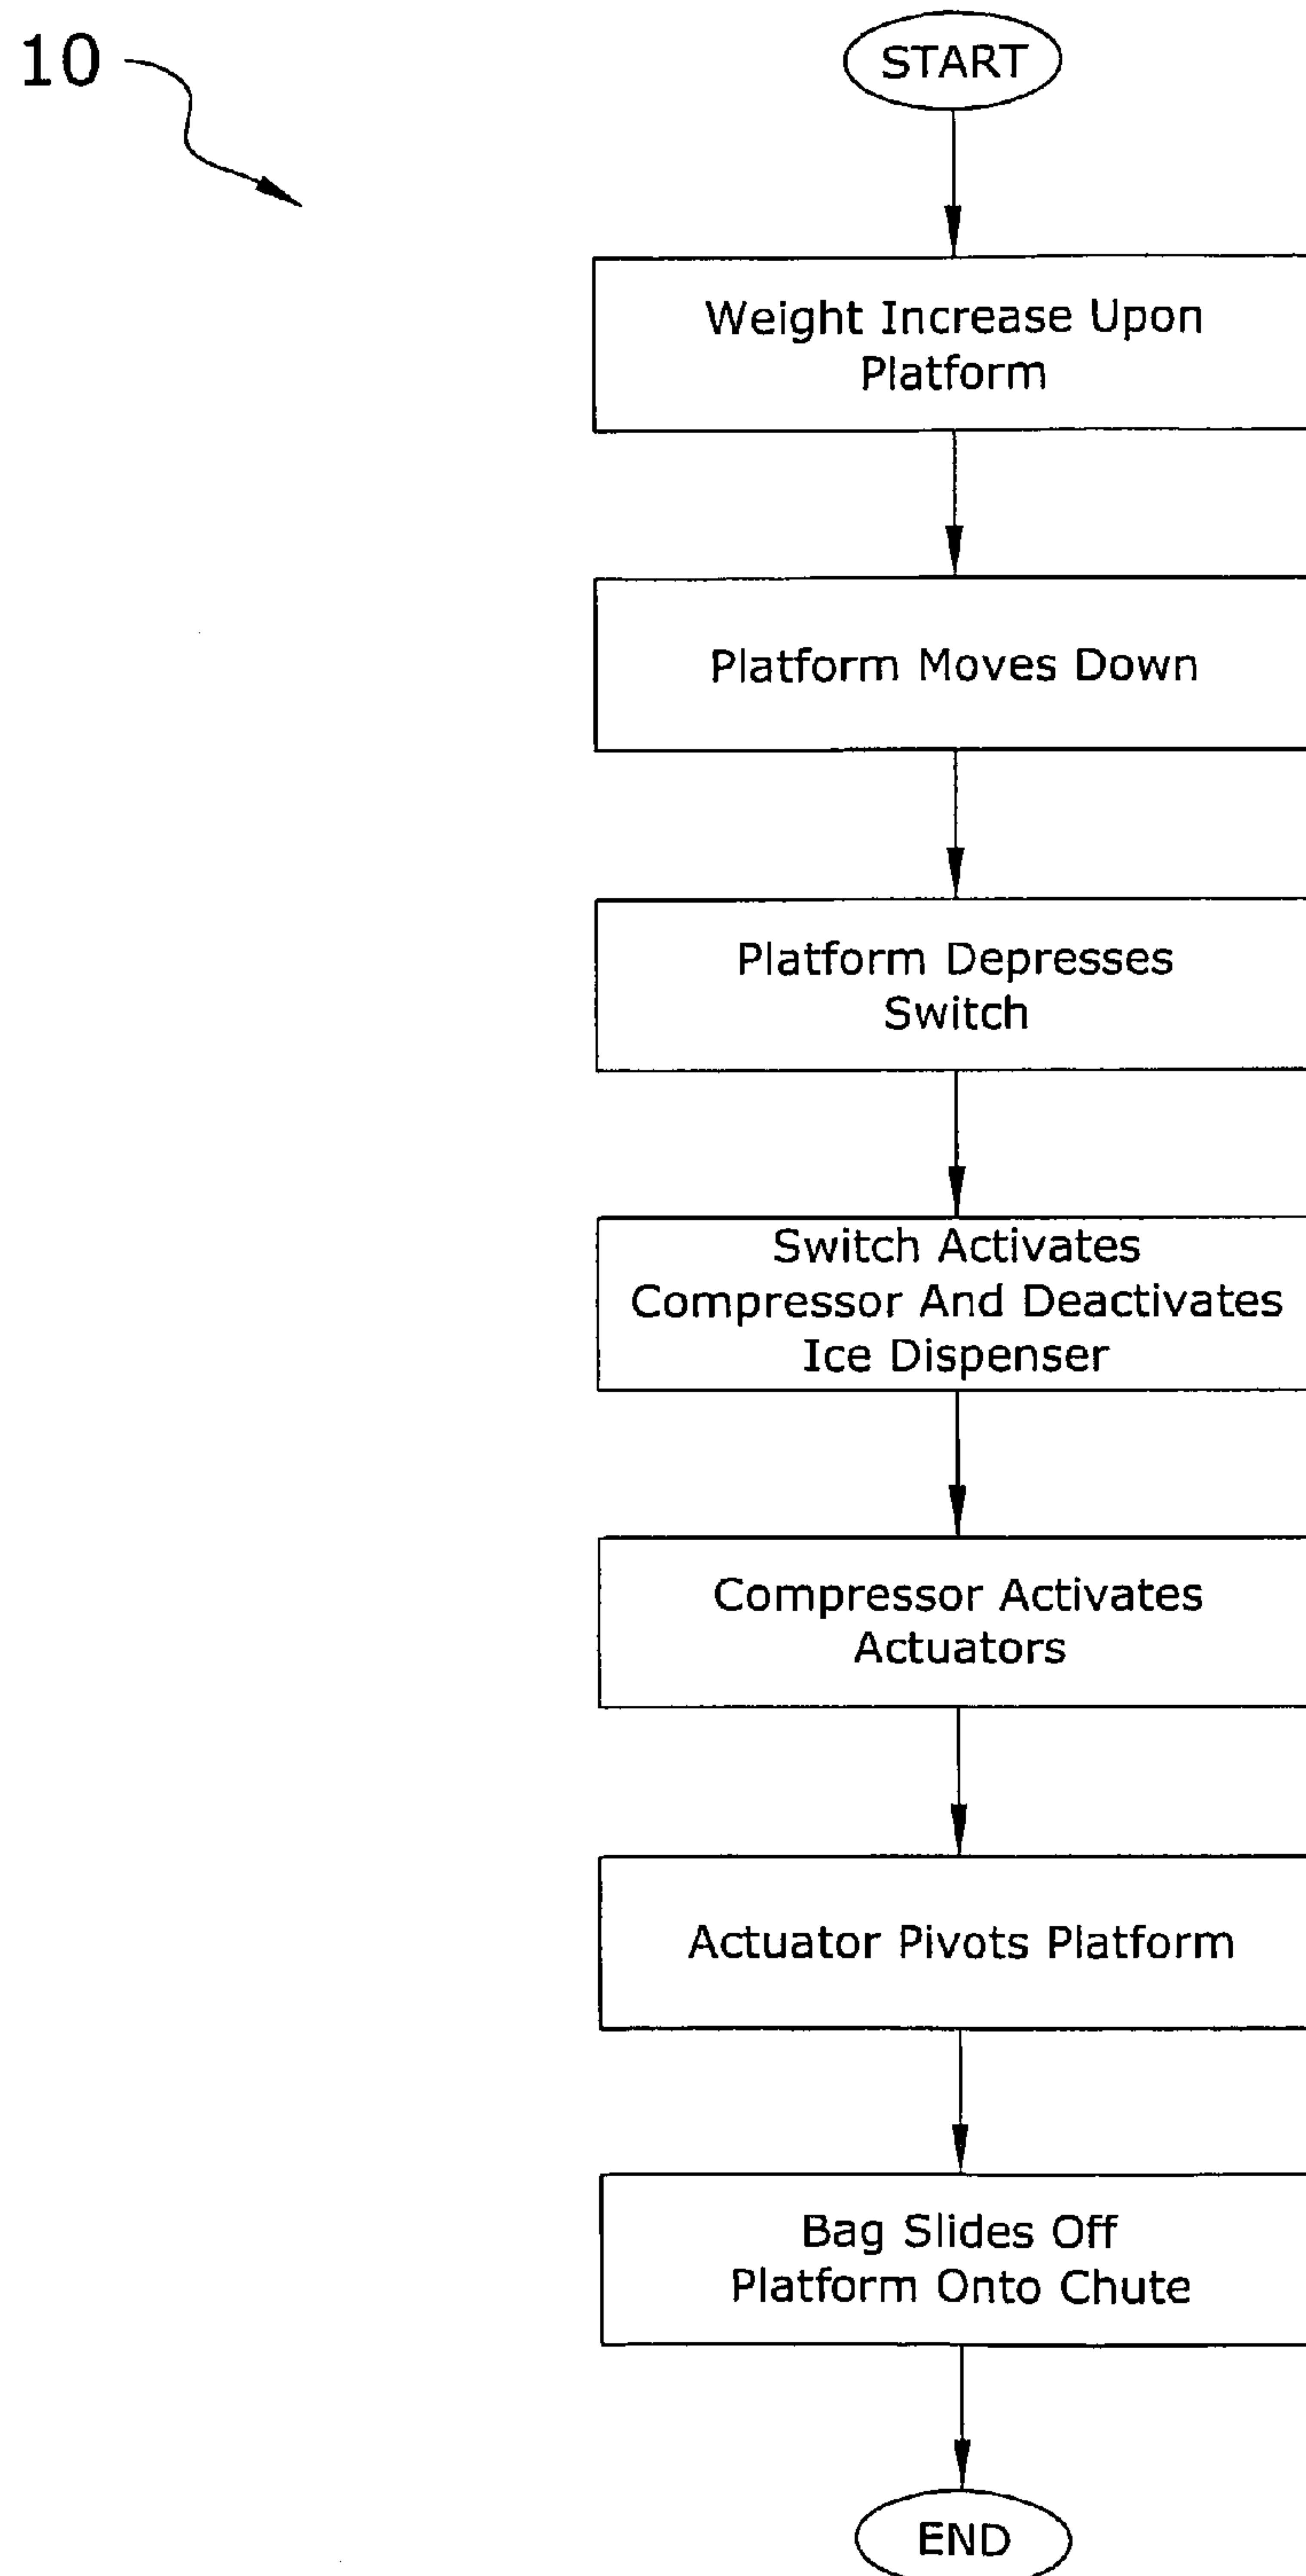 10
START
Weight Increase Upon
Platform
Platform Moves Down
Platform Depresses
Switch
Switch Activates
Compressor And Deactivates
Ice Dispenser
Compressor Activates
Actuators
Actuator Pivots Platform
Bag Slides Off
Platform Onto Chute
END